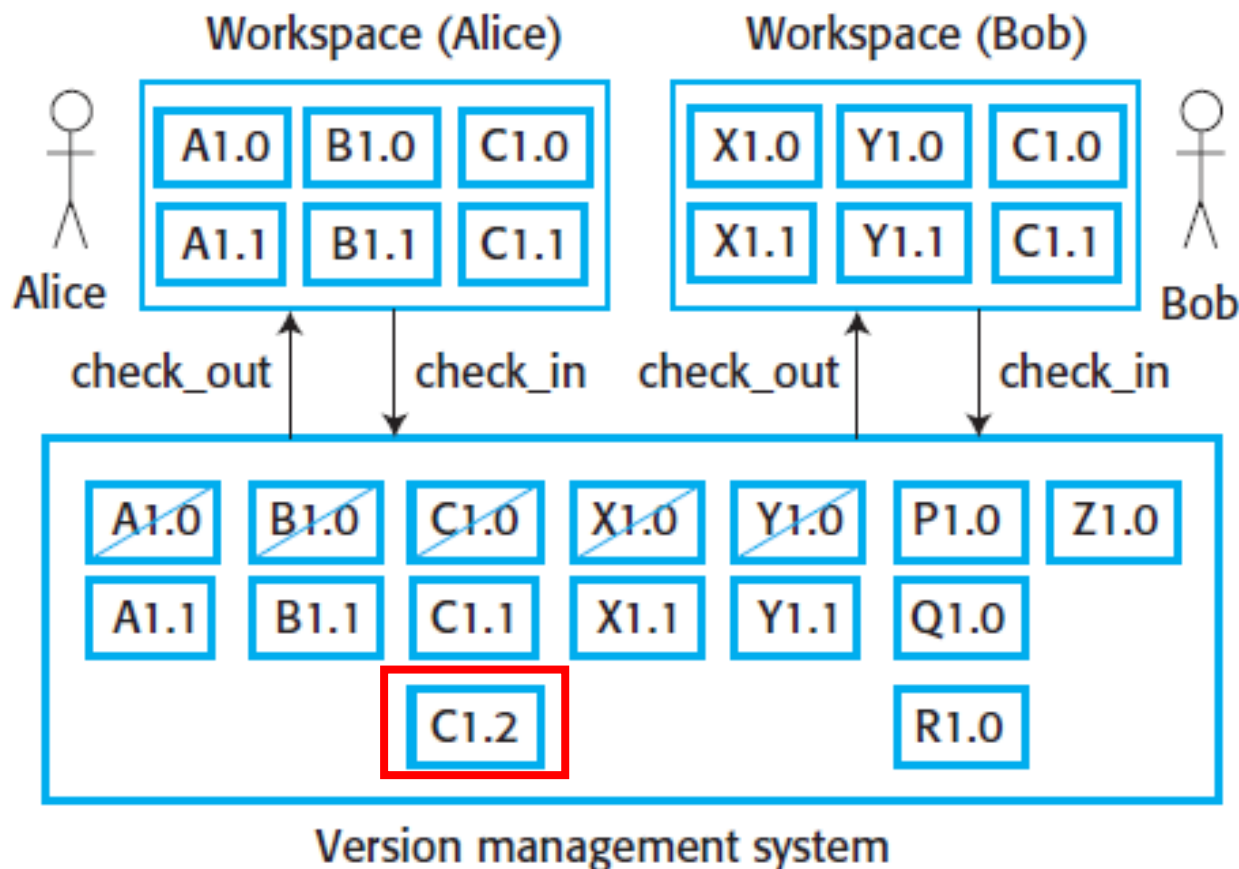 Workspace (Alice) Workspace (Bob)
A1.0 B1.0 C1.0 X1.0 Y1.0 C1.0
A1.1 B1.1 C1.1 X1.1 Y1.1 C1.1
Alice Bob
check_out check_in check_out check_in
A1.0 B1.0 C1.0 X1.0 Y1.0 P1.0 Z1.0
A1.1 B1.1 C1.1 X1.1 Y1.1 Q1.0
C1.2 R1.0
Version management system